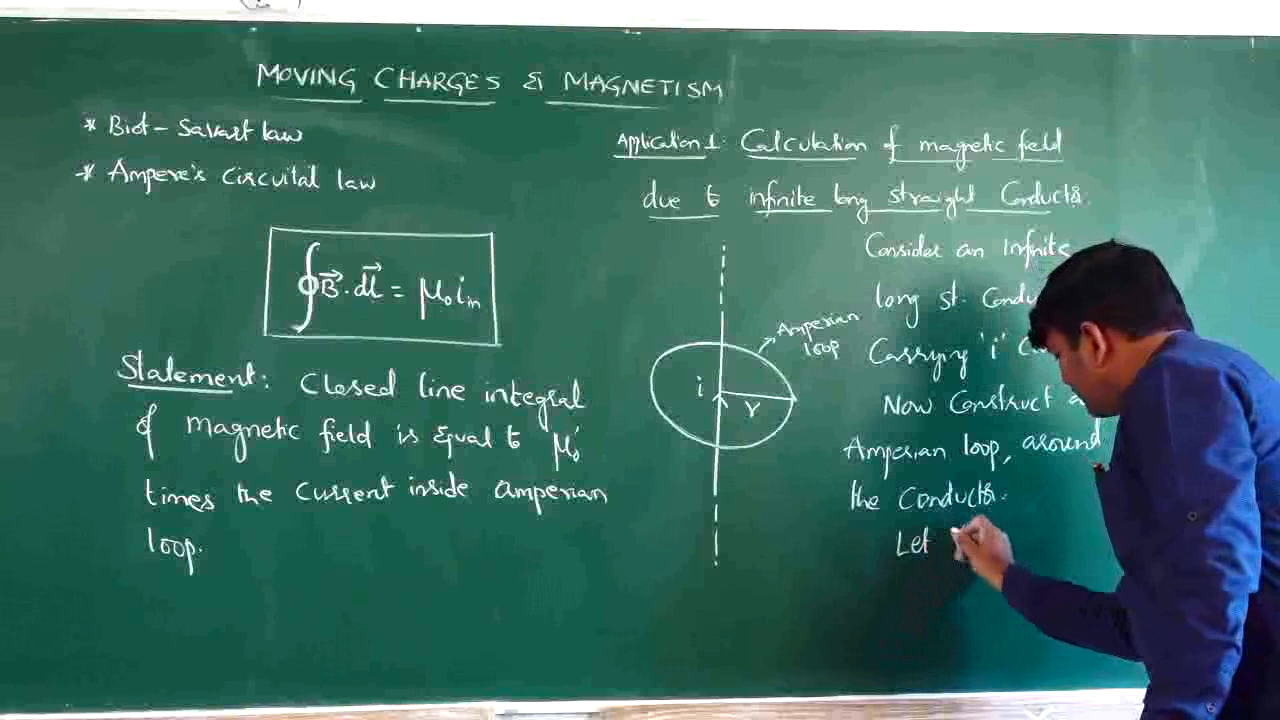 MOVING CHARGES & MAGNETISM
* Biot - Savart law
* Ampere's Circuital law
∮B⃗.dl⃗ = μ₀iᵢₙ
Statement: Closed line integral
of magnetic field is equal to μ₀
times the current inside amperian
loop.
Application 1: Calculation of magnetic field
due to infinite long straight Conductor.
Amperian
loop
i
r
Consider an infinite
long st.
Carrying 'i'
Now Construct
Amperian loop, around
the Conductor.
Let